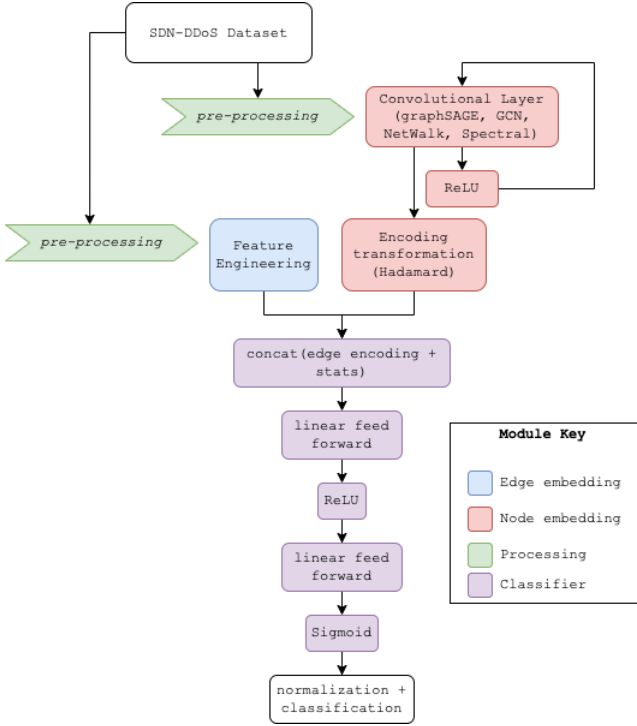 SDN-DDoS Dataset
pre-processing
Convolutional Layer
(graphSAGE, GCN,
NetWalk, Spectral)
ReLU
pre-processing
Feature
Engineering
Encoding
transformation
(Hadamard)
concat(edge encoding +
stats)
linear feed
forward
ReLU
linear feed
forward
Sigmoid
normalization +
classification
Module Key
Edge embedding
Node embedding
Processing
Classifier